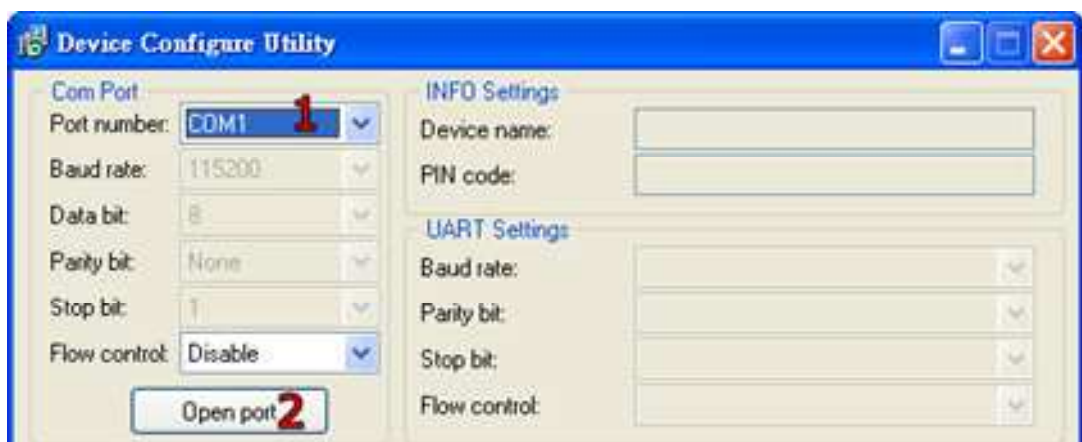 Device Configure Utility
Com Port
Port number: COM1 1
Baud rate: 115200
Data bit: 8
Parity bit: None
Stop bit: 1
Flow control: Disable
Open port 2
INFO Settings
Device name:
PIN code:
UART Settings
Baud rate:
Parity bit:
Stop bit:
Flow control: